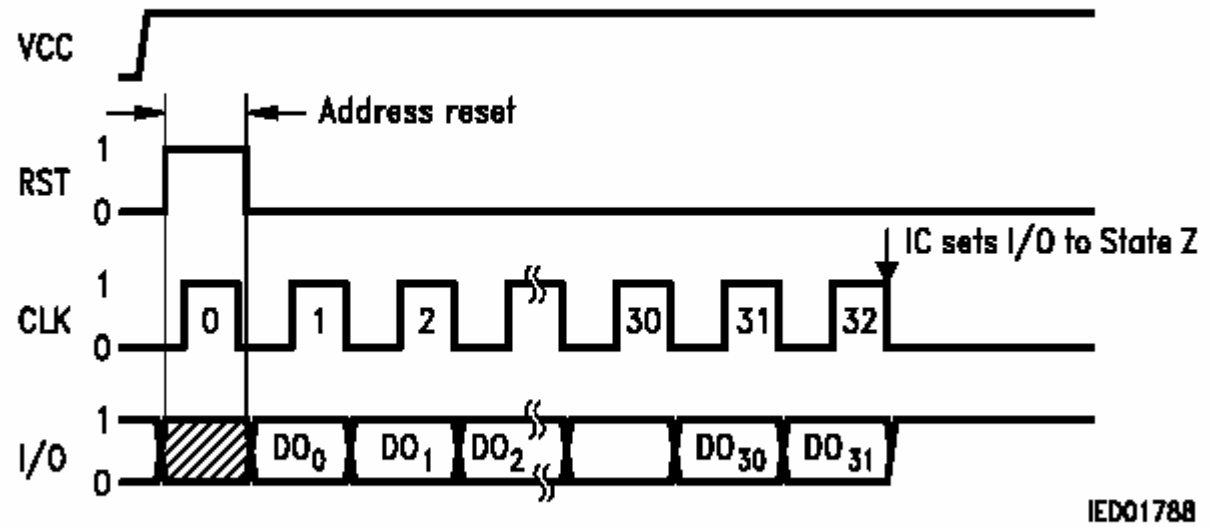 VCC
Address reset
1
RST
0
IC sets I/O to State Z
1
CLK 0 1 2 30 31 32
0
1
I/O DO0 DO1 DO2 DO30 DO31
0
IED01788